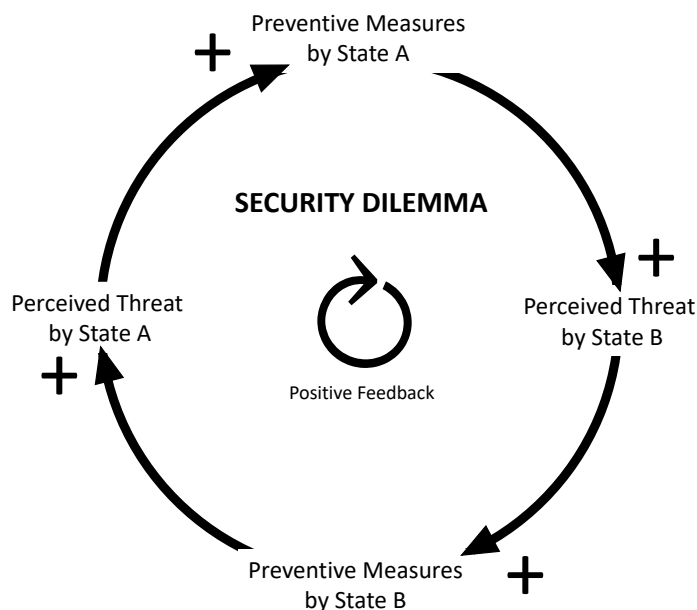 Preventive Measures
by State A
+
SECURITY DILEMMA
+
Perceived Threat
by State A
+
Perceived Threat
by State B
Positive Feedback
Preventive Measures
by State B
+